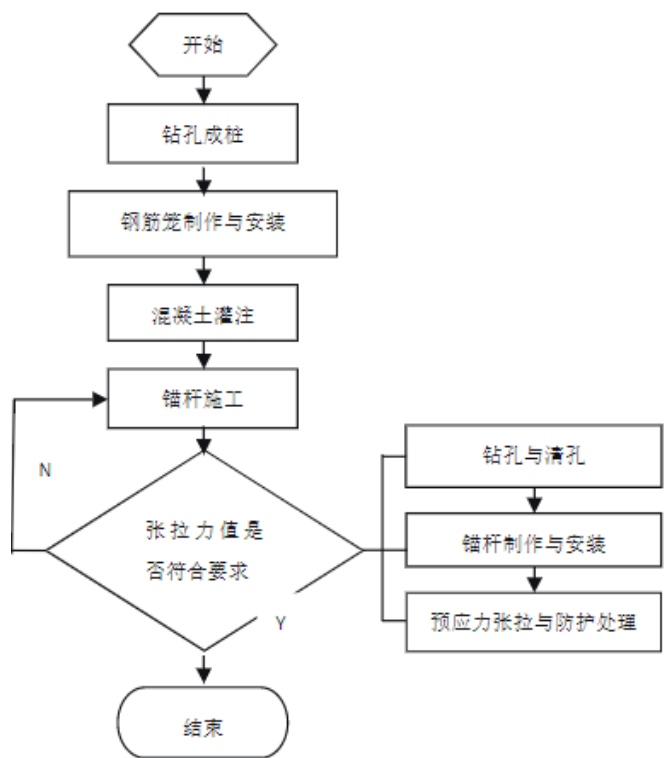 开始
钻孔成桩
钢筋笼制作与安装
混凝土灌注
锚杆施工
N
张拉力值是
否符合要求
Y
结束
钻孔与清孔
锚杆制作与安装
预应力张拉与防护处理